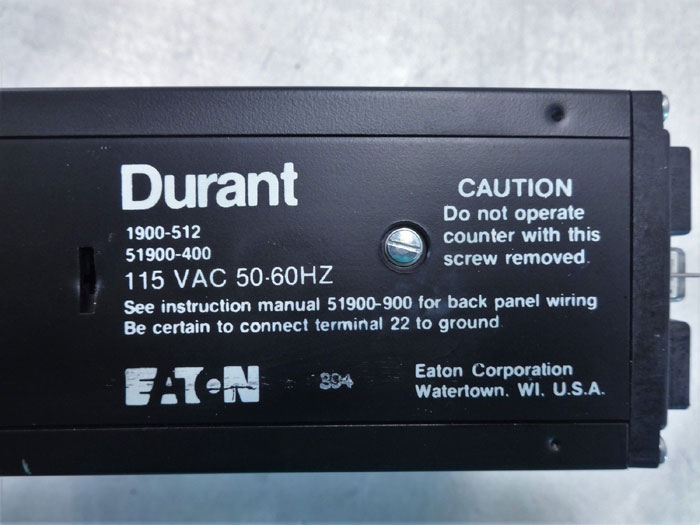 Durant
1900-512
51900-400
115 VAC 50-60HZ
See instruction manual 51900-900 for back panel wiring
Be certain to connect terminal 22 to ground
CAUTION
Do not operate
counter with this
screw removed.
EATON
394
Eaton Corporation
Watertown, WI, U.S.A.